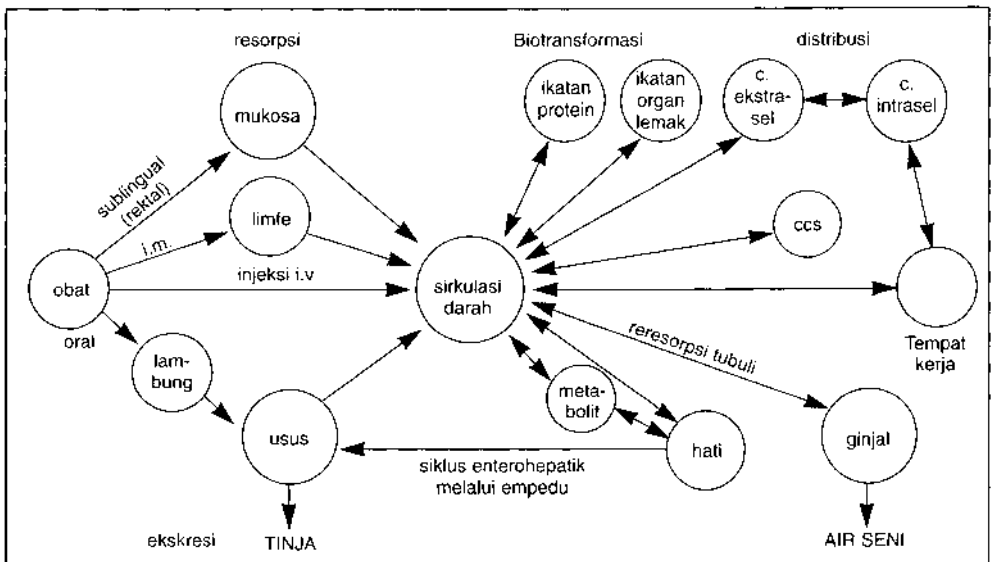 resorpsi
Biotransformasi
distribusi
mukosa
ikatan
protein
ikatan
organ
lemak
c.
ekstra-
sel
c.
intrasel
sublingual
(rektal)
limfe
i.m.
ccs
obat
injeksi i.v
sirkulasi
darah
oral
Tempat
kerja
reresorpsi tubuli
lam-
bung
meta-
bolit
usus
hati
ginjal
siklus enterohepatik
melalui empedu
ekskresi
TINJA
AIR SENI